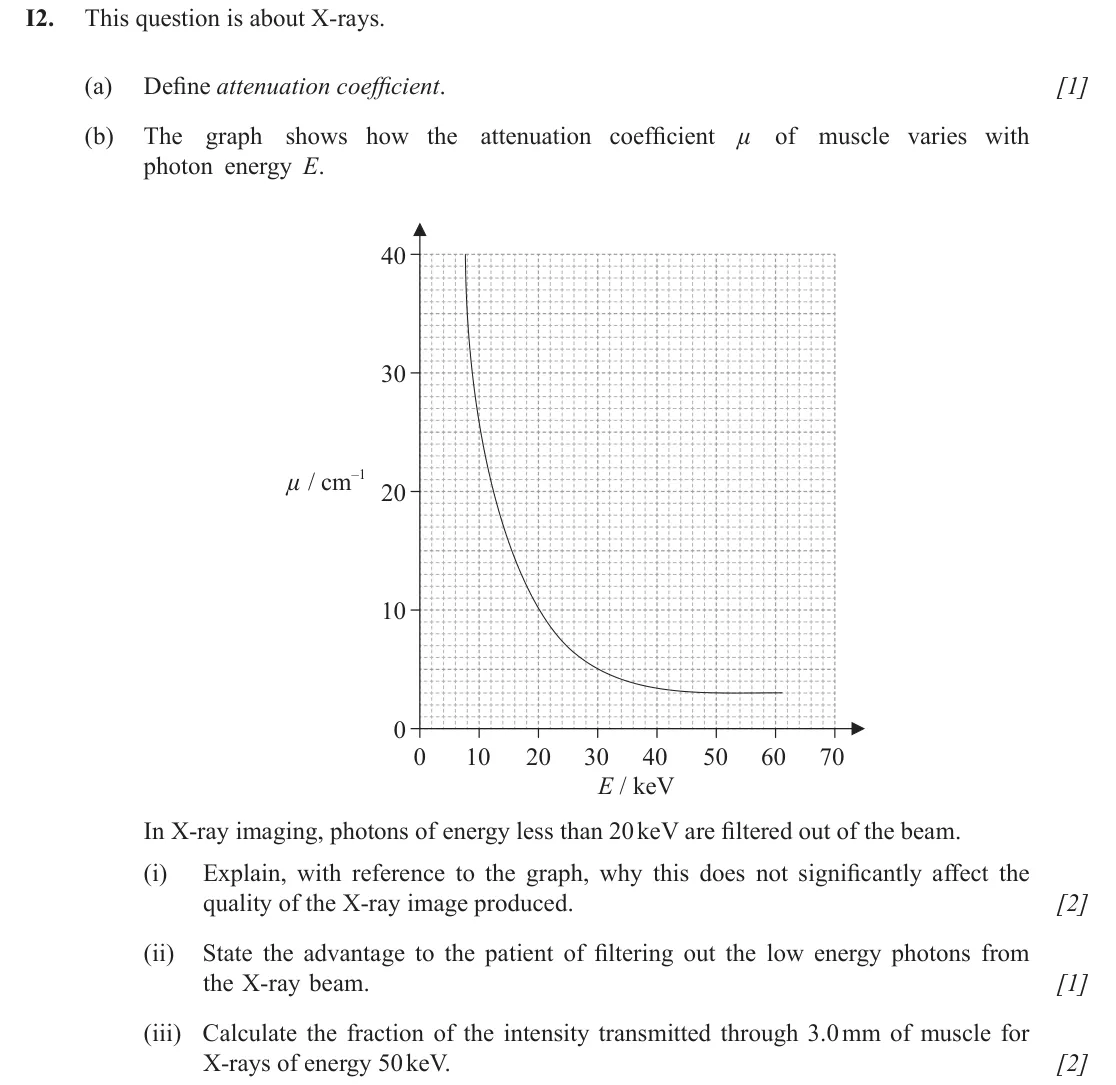 I2. This question is about X-rays.
(a) Define attenuation coefficient. [1]
(b) The graph shows how the attenuation coefficient μ of muscle varies with
photon energy E.
40
30
μ / cm⁻¹ 20
10
0
0 10 20 30 40 50 60 70
E / keV
In X-ray imaging, photons of energy less than 20 keV are filtered out of the beam.
(i) Explain, with reference to the graph, why this does not significantly affect the
quality of the X-ray image produced. [2]
(ii) State the advantage to the patient of filtering out the low energy photons from
the X-ray beam. [1]
(iii) Calculate the fraction of the intensity transmitted through 3.0 mm of muscle for
X-rays of energy 50 keV. [2]